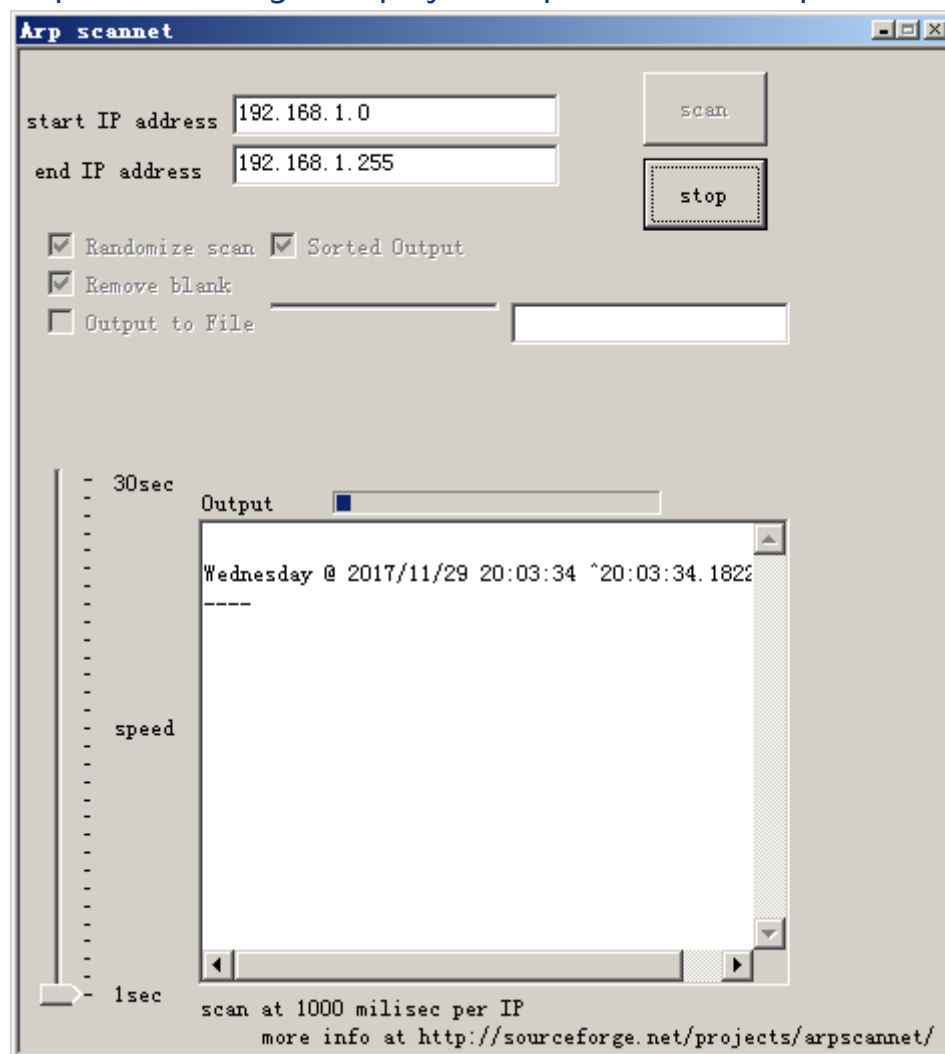 Arp scannet
start IP address 192.168.1.0
scan
end IP address 192.168.1.255
stop
Randomize scan Sorted Output
Remove blank
Output to File
30sec
Output
Wednesday @ 2017/11/29 20:03:34 ^20:03:34.1822
----
speed
1sec
scan at 1000 milisec per IP
more info at http://sourceforge.net/projects/arpscannet/